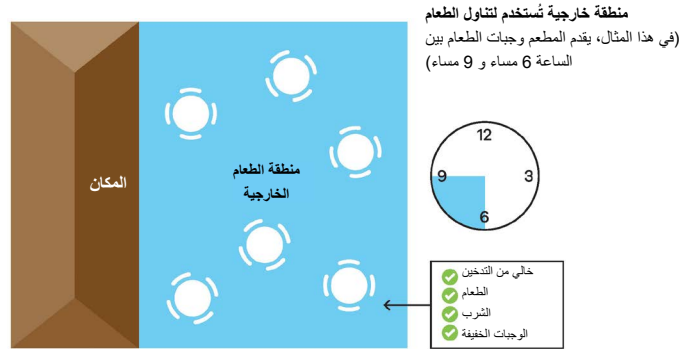 منطقة خارجية تُستخدم لتناول الطعام
(في هذا المثال، يقدم المطعم وجبات الطعام بين
الساعة 6 مساء و 9 مساء)
المكان
منطقة الطعام
الخارجية
12
3
6
9
خالي من التدخين
الطعام
الشرب
الوجبات الخفيفة